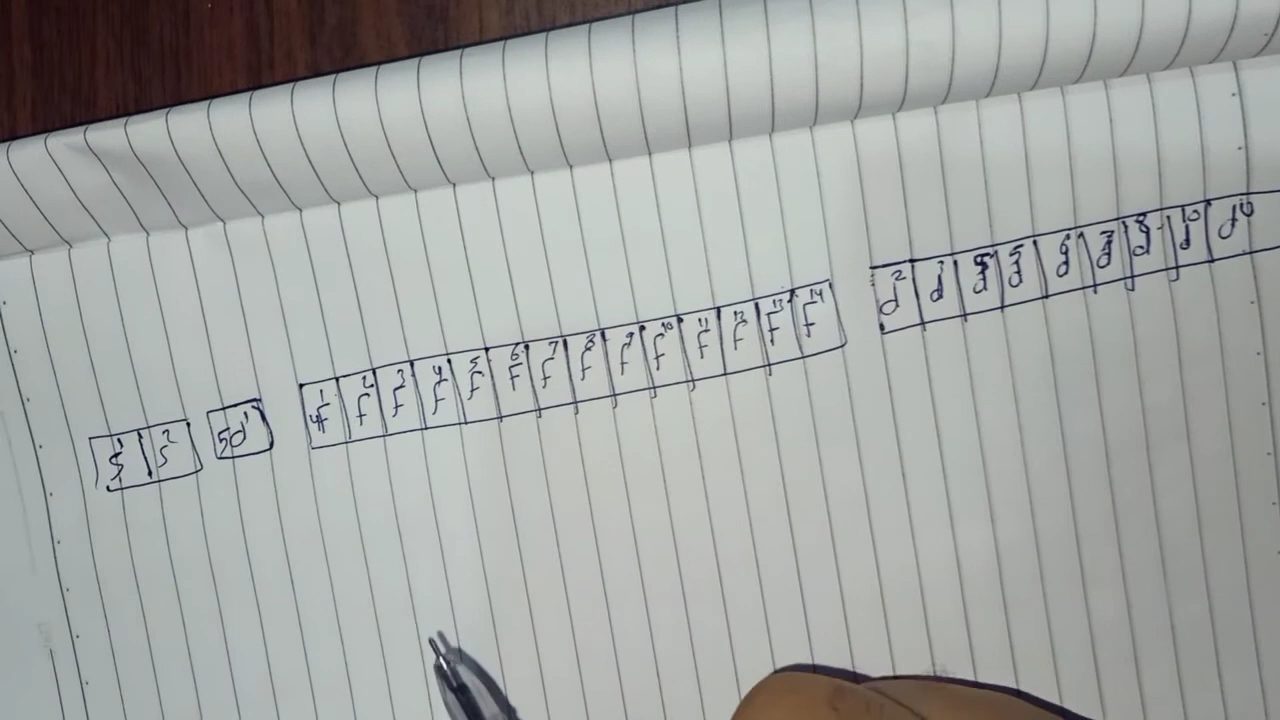 s¹ s² 5d¹ 4f¹ f² f³ f⁴ f⁵ f⁶ f⁷ f⁸ f⁹ f¹⁰ f¹¹ f¹² f¹³ f¹⁴ d² d³ d⁵ d⁶ d⁷ d⁸ d¹⁰